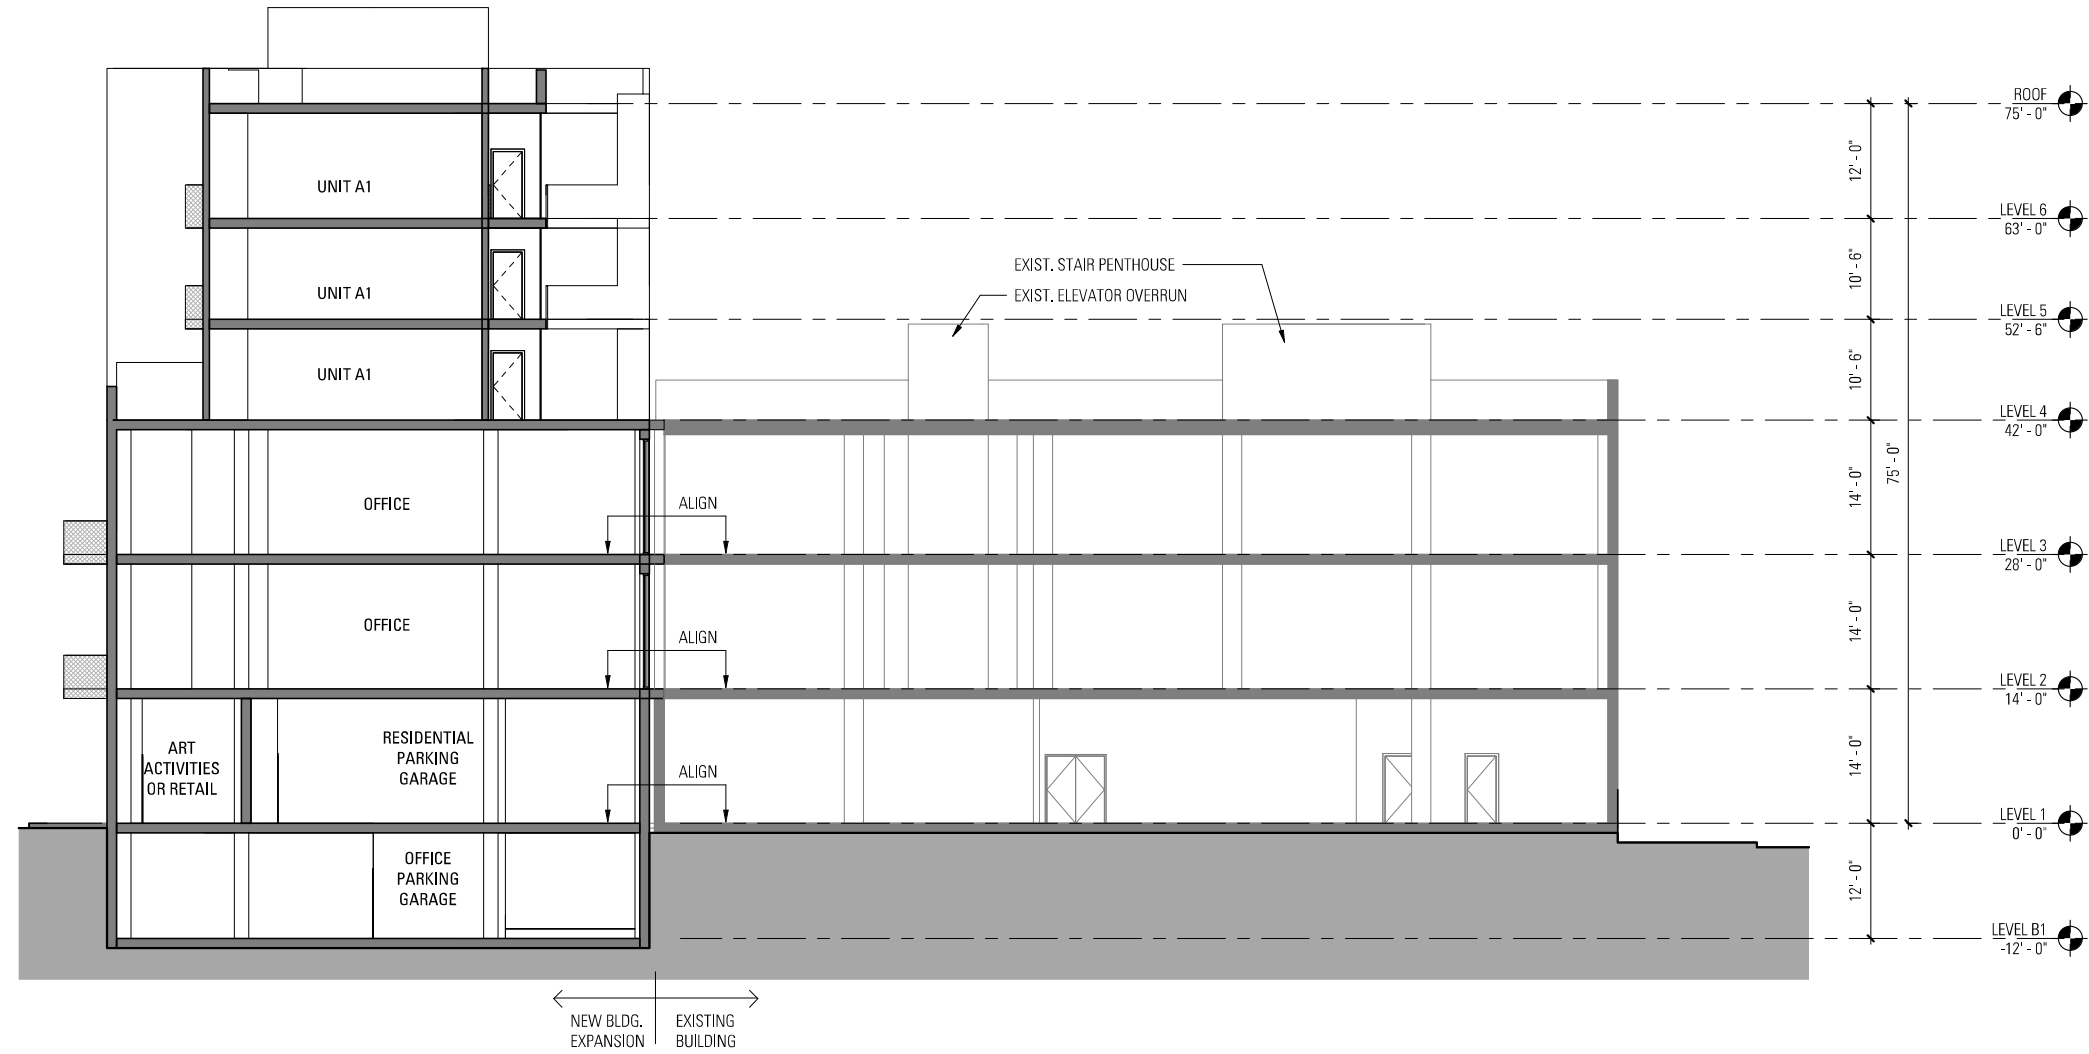 ROOF
75' - 0"
12' - 0"
UNIT A1
LEVEL 6
63' - 0"
EXIST. STAIR PENTHOUSE
10' - 6"
UNIT A1
EXIST. ELEVATOR OVERRUN
LEVEL 5
52' - 6"
UNIT A1
10' - 6"
LEVEL 4
42' - 0"
75' - 0"
OFFICE
ALIGN
14' - 0"
LEVEL 3
28' - 0"
OFFICE
ALIGN
14' - 0"
LEVEL 2
14' - 0"
ART
ACTIVITIES
OR RETAIL
RESIDENTIAL
PARKING
GARAGE
ALIGN
14' - 0"
LEVEL 1
0' - 0"
OFFICE
PARKING
GARAGE
12' - 0"
LEVEL B1
-12' - 0"
NEW BLDG.
EXPANSION
EXISTING
BUILDING